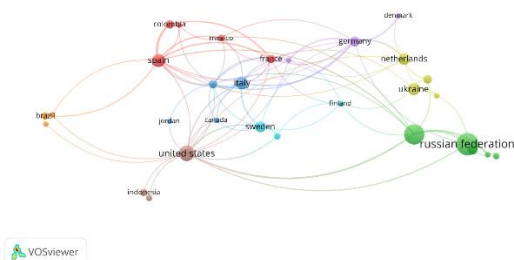 denmark
colombia
mexico
germany
spain
france
netherlands
italy
ukraine
finland
brazil
jordan
canada
sweden
united states
russian federation
indonesia
VOSviewer